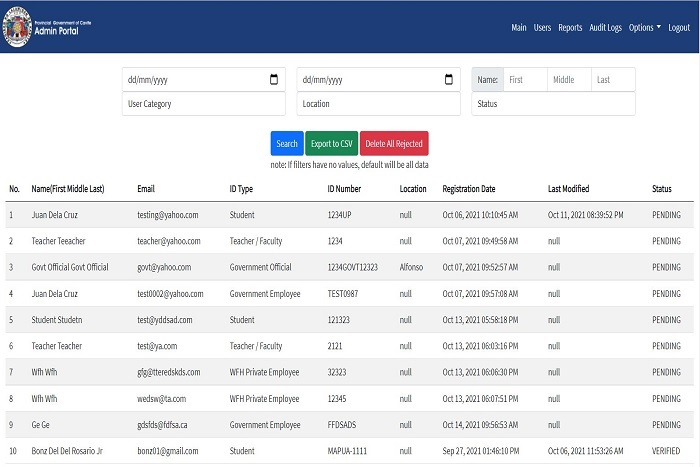 Provincial Government of Cavite
Admin Portal
Main Users Reports Audit Logs Options Logout
dd/mm/yyyy dd/mm/yyyy Name: First Middle Last
User Category Location Status
Search Export to CSV Delete All Rejected
note: If filters have no values, default will be all data
No. Name(First Middle Last) Email ID Type ID Number Location Registration Date Last Modified Status
1 Juan Dela Cruz testing@yahoo.com Student 1234UP null Oct 06, 2021 10:10:45 AM Oct 11, 2021 08:39:52 PM PENDING
2 Teacher Teeacher teacher@yahoo.com Teacher / Faculty 1234 null Oct 07, 2021 09:49:58 AM null PENDING
3 Govt Official Govt Official govt@yahoo.com Government Official 1234GOVT12323 Alfonso Oct 07, 2021 09:52:57 AM null PENDING
4 Juan Dela Cruz test0002@yahoo.com Government Employee TEST0987 null Oct 07, 2021 09:57:08 AM null PENDING
5 Student Studetn test@yddsad.com Student 121323 null Oct 13, 2021 05:58:18 PM null PENDING
6 Teacher Teacher test@ya.com Teacher / Faculty 2121 null Oct 13, 2021 06:03:16 PM null PENDING
7 Wfh Wfh gfg@tteredskds.com WFH Private Employee 32323 null Oct 13, 2021 06:06:30 PM null PENDING
8 Wfh Wfh wedsw@ta.com WFH Private Employee 12345 null Oct 13, 2021 06:07:51 PM null PENDING
9 Ge Ge gdsfds@fdfsa.ca Government Employee FFDSADS null Oct 14, 2021 09:56:53 AM null PENDING
10 Bonz Del Del Rosario Jr bonz01@gmail.com Student MAPUA-1111 null Sep 27, 2021 01:46:10 PM Oct 06, 2021 11:53:26 AM VERIFIED